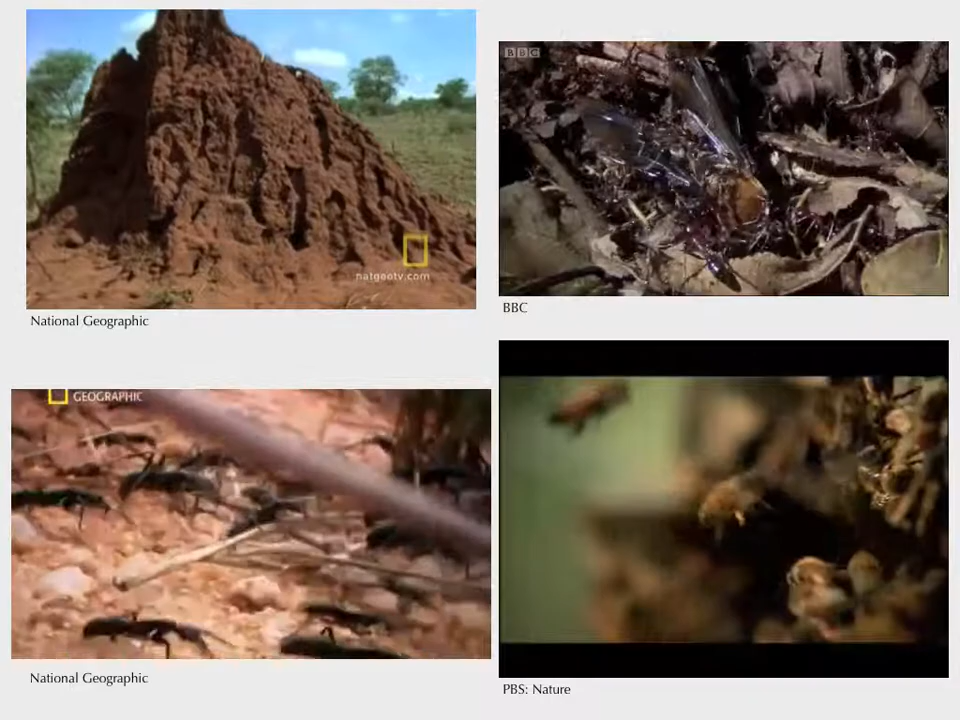 BBC
natgeotv.com
National Geographic
BBC
GEOGRAPHIC
National Geographic
PBS: Nature